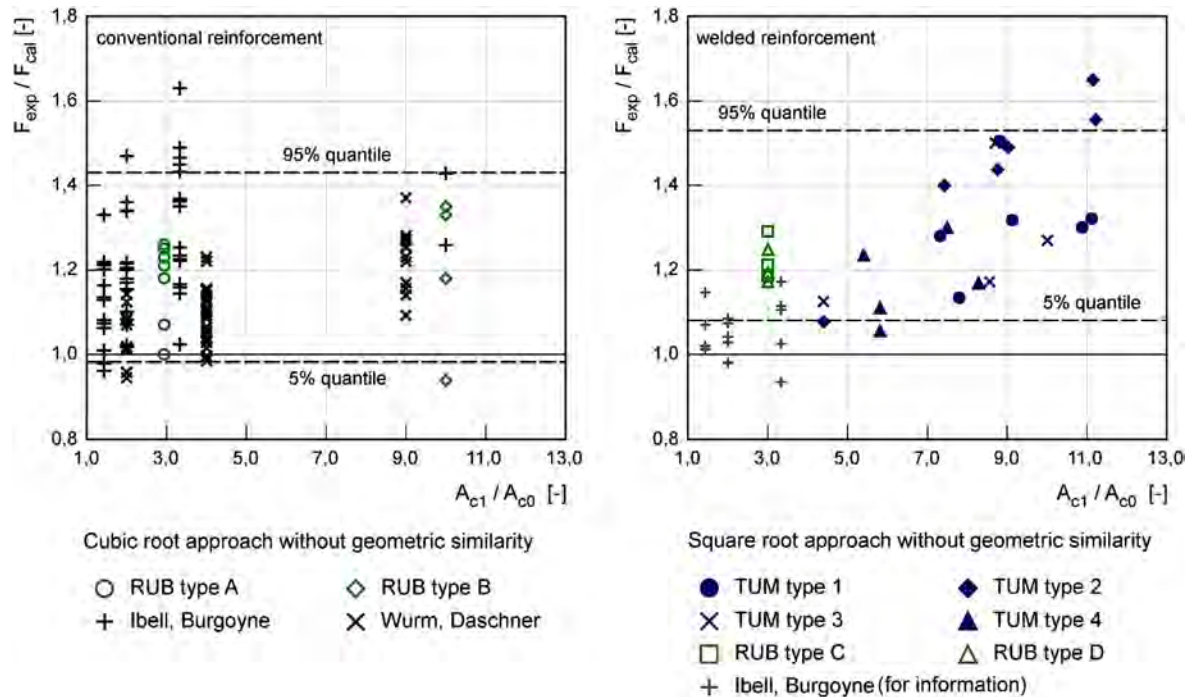 conventional reinforcement
F_exp / F_cal [-]
1,8
1,6
1,4
1,2
1,0
0,8
95% quantile
5% quantile
1,0 3,0 5,0 7,0 9,0 11,0 13,0
A_c1 / A_c0 [-]
Cubic root approach without geometric similarity
RUB type A
RUB type B
Ibell, Burgoyne
Wurm, Daschner
welded reinforcement
F_exp / F_cal [-]
1,8
1,6
1,4
1,2
1,0
0,8
95% quantile
5% quantile
1,0 3,0 5,0 7,0 9,0 11,0 13,0
A_c1 / A_c0 [-]
Square root approach without geometric similarity
TUM type 1
TUM type 2
TUM type 3
TUM type 4
RUB type C
RUB type D
Ibell, Burgoyne (for information)